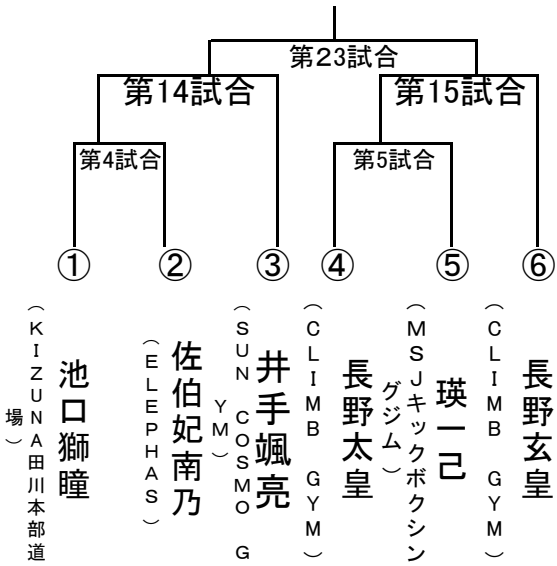 第23試合
第14試合
第15試合
第4試合
第5試合
①
②
③
④
⑤
⑥
池口獅瞳
（KIZUNA田川本部道
場）
佐伯妃南乃
（ELEPHAS）
井手颯亮
（SUN COSMO G
YM）
長野太皇
（CLIMB GYM）
瑛一己
（MSJキックボクシン
グジム）
長野玄皇
（CLIMB GYM）